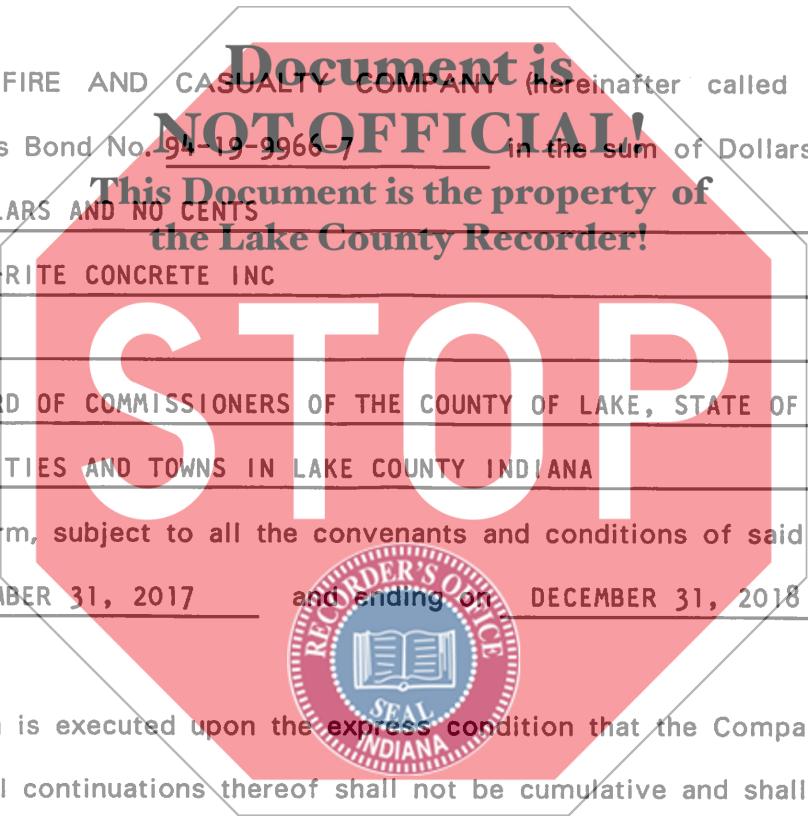 Document is
FIRE AND CASUALTY COMPANY (hereinafter called
NOT OFFICIAL!
s Bond No. 94-19-9966-7 in the sum of Dollars
This Document is the property of
LARS AND NO CENTS
the Lake County Recorder!
RITE CONCRETE INC
STOP
RD OF COMMISSIONERS OF THE COUNTY OF LAKE, STATE OF
TIES AND TOWNS IN LAKE COUNTY INDIANA
rm, subject to all the convenants and conditions of said
MBER 31, 2017 and ending on DECEMBER 31, 2018
RECORDER'S OFFICE
SEAL
INDIANA
is executed upon the express condition that the Compa
l continuations thereof shall not be cumulative and shall